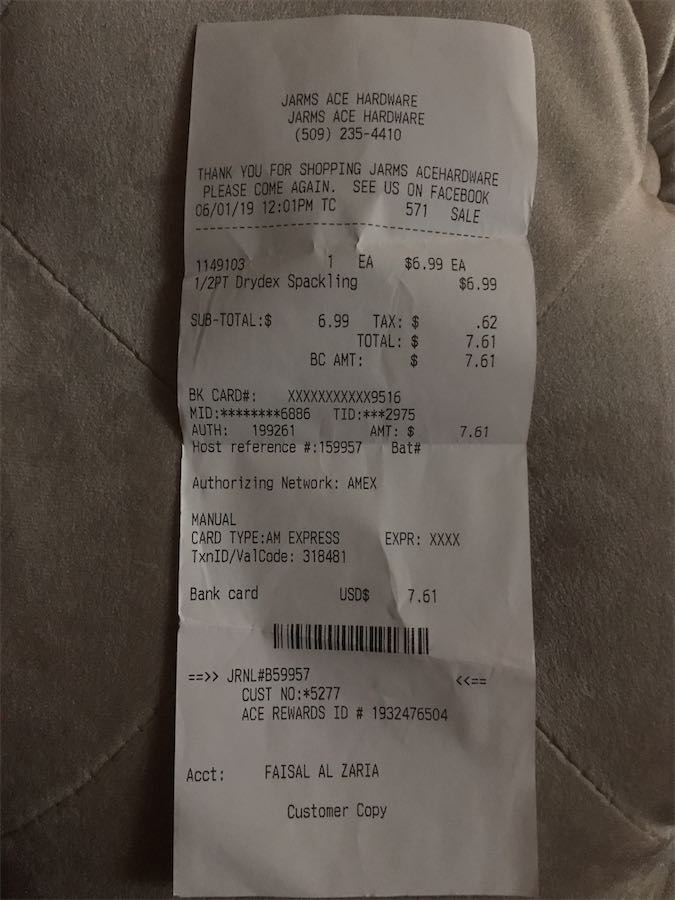 JARMS ACE HARDWARE
JARMS ACE HARDWARE
(509) 235-4410
THANK YOU FOR SHOPPING JARMS ACEHARDWARE
PLEASE COME AGAIN. SEE US ON FACEBOOK
06/01/19 12:01PM TC 571 SALE
1149103 1 EA $6.99 EA
1/2PT Drydex Spackling $6.99
SUB-TOTAL:$ 6.99 TAX: $ .62
TOTAL: $ 7.61
BC AMT: $ 7.61
BK CARD#: XXXXXXXXXXX9516
MID:********6886 TID:***2975
AUTH: 199261 AMT: $ 7.61
Host reference #:159957 Bat#
Authorizing Network: AMEX
MANUAL
CARD TYPE:AM EXPRESS EXPR: XXXX
TxnID/ValCode: 318481
Bank card USD$ 7.61
==>> JRNL#B59957 <<==
CUST NO:*5277
ACE REWARDS ID # 1932476504
Acct: FAISAL AL ZARIA
Customer Copy